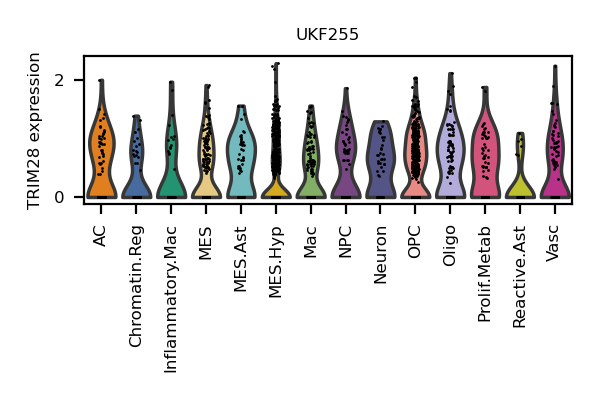 UKF255
TRIM28 expression
2
0
AC
Chromatin.Reg
Inflammatory.Mac
MES
MES.Ast
MES.Hyp
Mac
NPC
Neuron
OPC
Oligo
Prolif.Metab
Reactive.Ast
Vasc